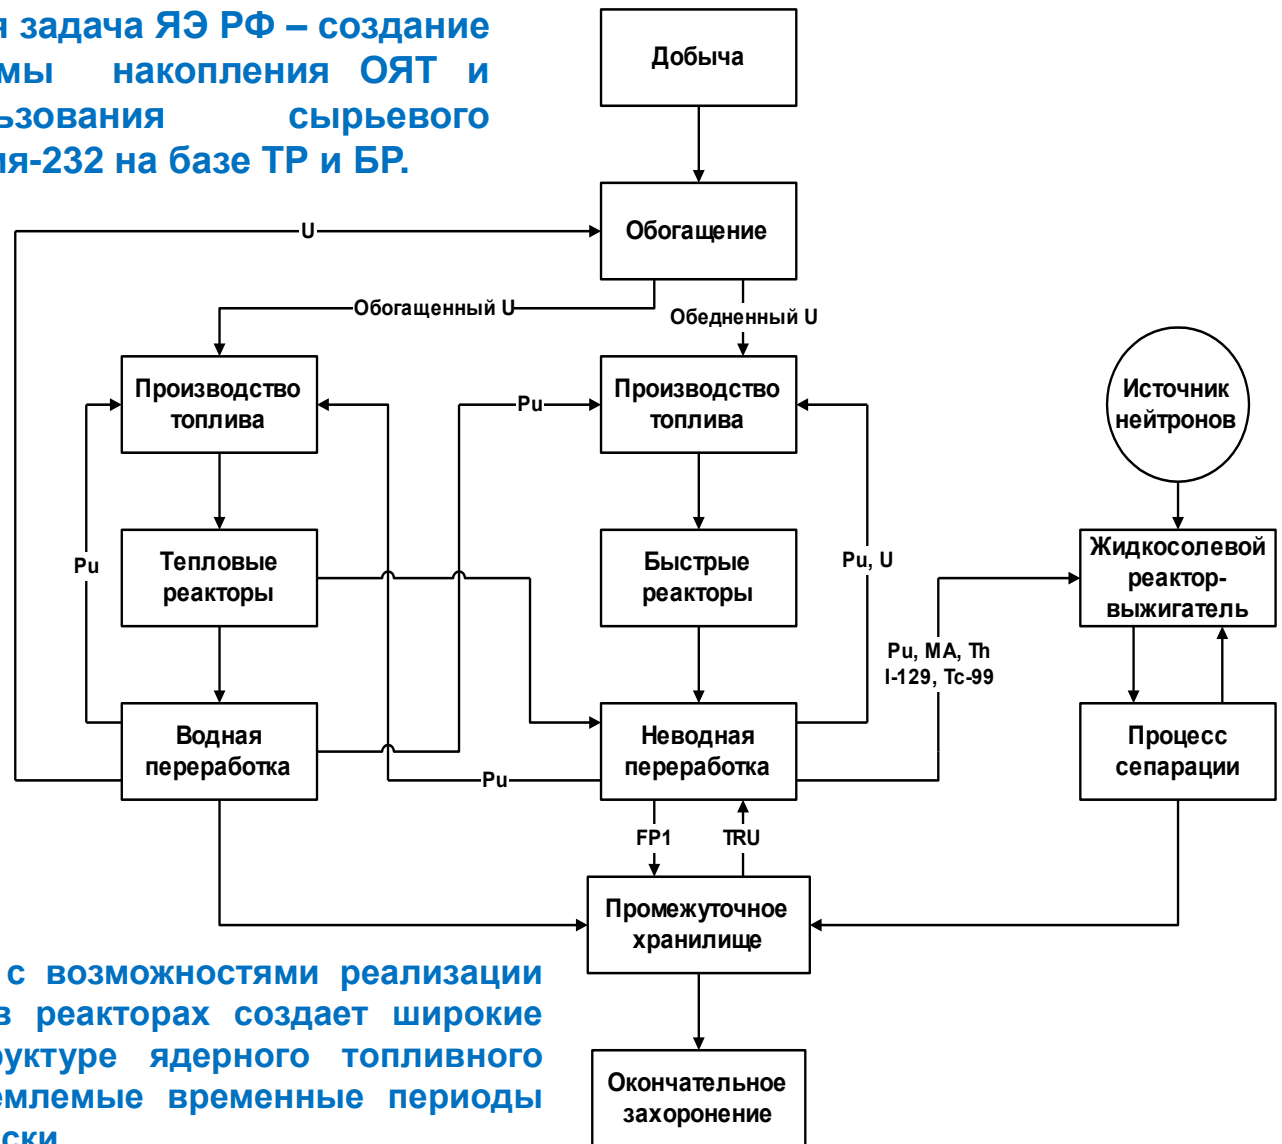 я задача ЯЭ РФ – создание
мы накопления ОЯТ и
ьзования сырьевого
ия-232 на базе ТР и БР.
Добыча
Обогащение
U
Обогащенный U
Обедненный U
Производство
топлива
Pu
Производство
топлива
Источник
нейтронов
Pu
Тепловые
реакторы
Быстрые
реакторы
Pu, U
Жидкосолевой
реактор-
выжигатель
Pu, MA, Th
I-129, Tc-99
Водная
переработка
Pu
Неводная
переработка
Процесс
сепарации
FP1
TRU
Промежуточное
хранилище
с возможностями реализации
в реакторах создает широкие
руктуре ядерного топливного
емлемые временные периоды
ски
Окончательное
захоронение